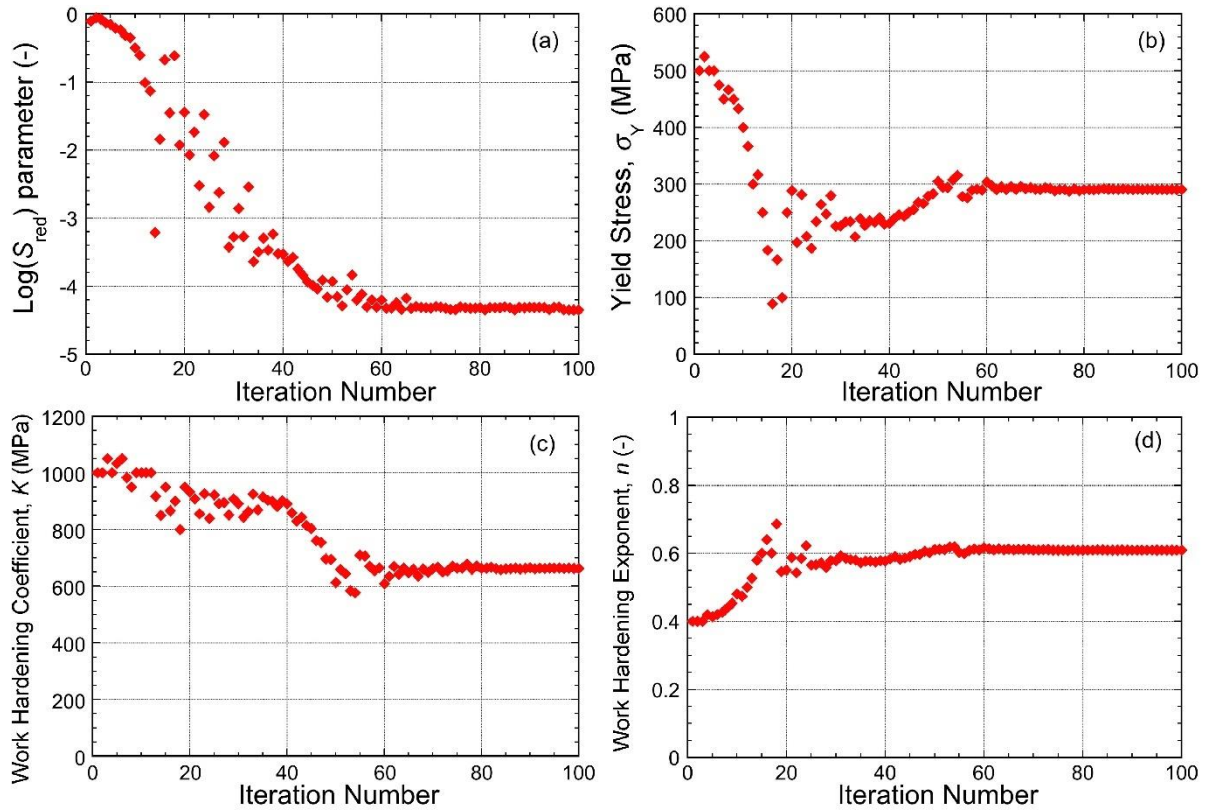 (a)
Log(S_red) parameter (-)
0
-1
-2
-3
-4
-5
0 20 40 60 80 100
Iteration Number
(b)
Yield Stress, σ_Y (MPa)
600
500
400
300
200
100
0
0 20 40 60 80 100
Iteration Number
(c)
Work Hardening Coefficient, K (MPa)
1200
1000
800
600
400
200
0
0 20 40 60 80 100
Iteration Number
(d)
Work Hardening Exponent, n (-)
1
0.8
0.6
0.4
0.2
0
0 20 40 60 80 100
Iteration Number